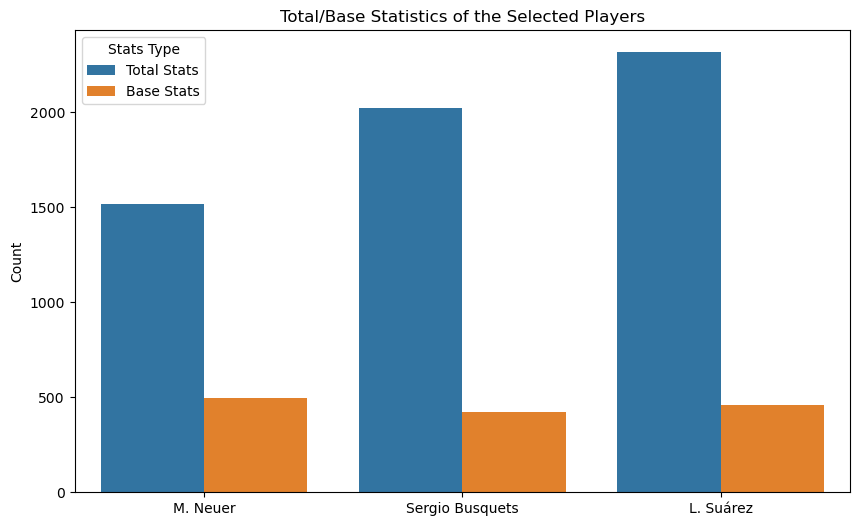 Total/Base Statistics of the Selected Players
Stats Type
Total Stats
Base Stats
Count
2000
1500
1000
500
0
M. Neuer
Sergio Busquets
L. Suárez